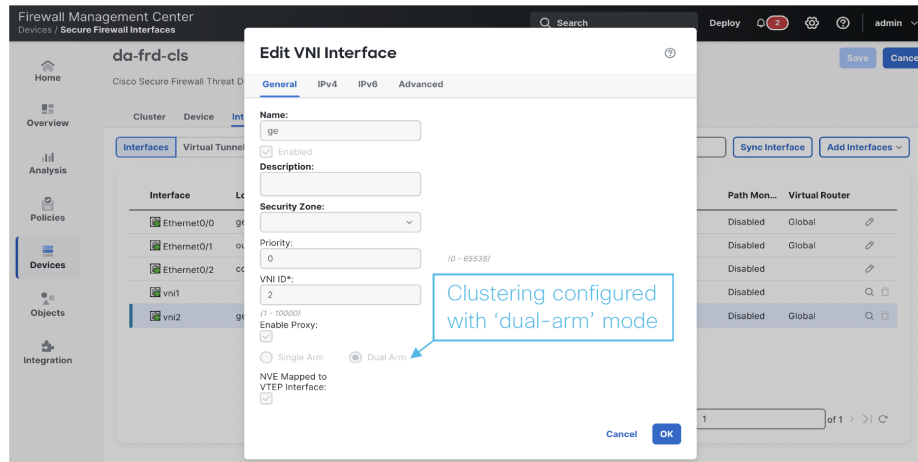 Firewall Management Center
Devices / Secure Firewall Interfaces
Search
Deploy
2
admin
Home
Overview
Analysis
Policies
Devices
Objects
Integration
da-frd-cls
Save
Cisco Secure Firewall Threat
Cluster Device
Interfaces Virtual
Sync Interface
Add Interfaces
Interface
Path Mon... Virtual Router
Ethernet0/0 Disabled Global
Ethernet0/1 Disabled Global
Ethernet0/2 Disabled
vni1 Disabled
vni2 Disabled Global
1
of 1
Edit VNI Interface
General IPv4 IPv6 Advanced
Name:
ge
Enabled
Description:
Security Zone:
Priority:
0
(0 - 65535)
VNI ID*:
2
(1 - 10000)
Enable Proxy:
Single Arm Dual Arm
NVE Mapped to
VTEP Interface:
Cancel OK
Clustering configured
with ‘dual-arm’ mode